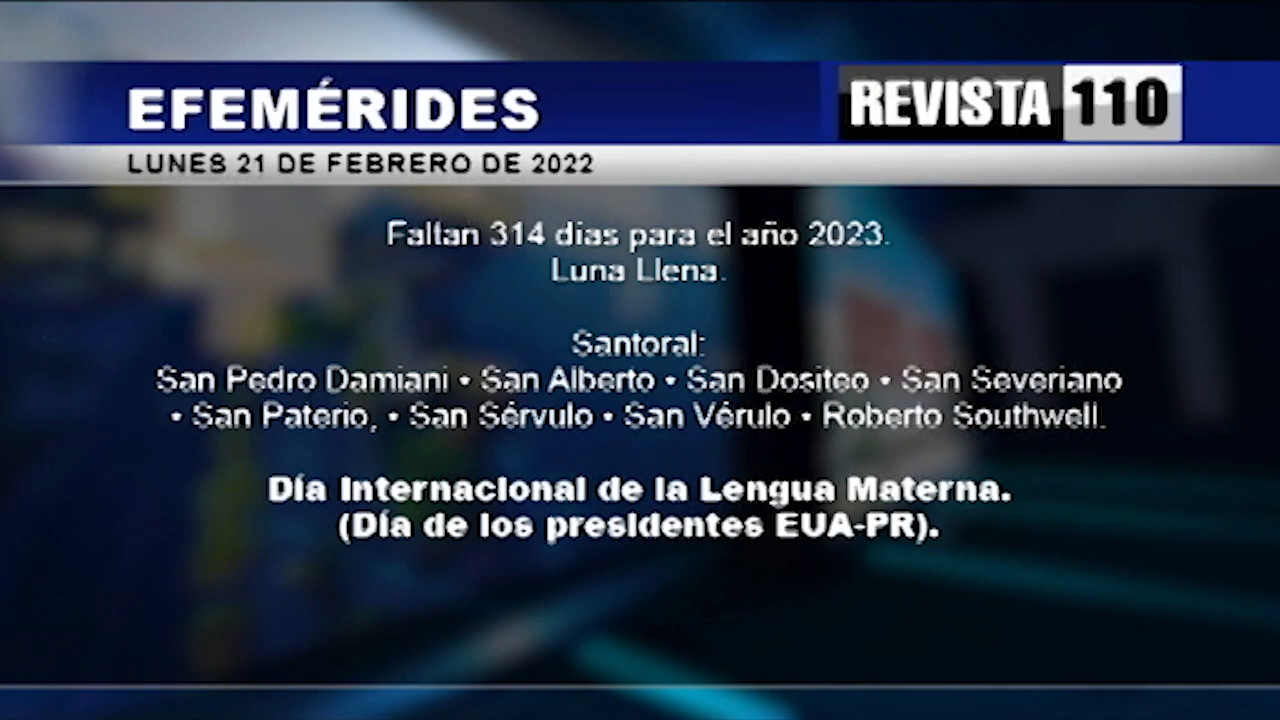 EFEMÉRIDES
REVISTA 110
LUNES 21 DE FEBRERO DE 2022
Faltan 314 dias para el año 2023.
Luna Llena.
Santoral:
San Pedro Damiani • San Alberto • San Dositeo • San Severiano
• San Paterio, • San Sérvulo • San Vérulo • Roberto Southwell.
Día Internacional de la Lengua Materna.
(Día de los presidentes EUA-PR).